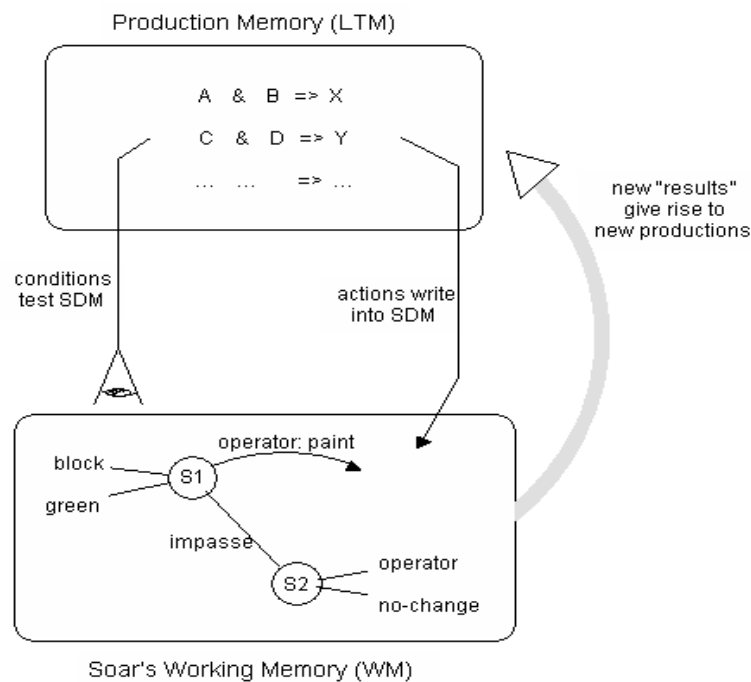 Production Memory (LTM)
A & B => X
C & D => Y
... ... => ...
new "results"
give rise to
new productions
conditions
test SDM
actions write
into SDM
operator: paint
block
S1
green
impasse
operator
S2
no-change
Soar's Working Memory (WM)